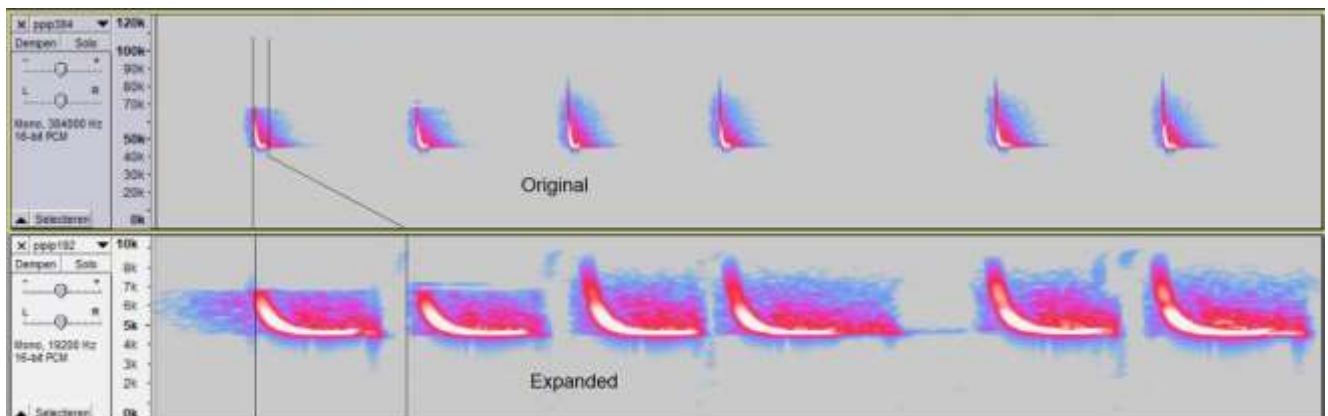 × ppip384 ▼
Dempen Solo
- +
L R
Mono, 384000 Hz
16-bit PCM
▲ Selecteren
120k
100k
90k
80k
70k
50k
40k
30k
20k
0k
Original
× ppip192 ▼
Dempen Solo
- +
L R
Mono, 19200 Hz
16-bit PCM
▲ Selecteren
10k
8k
7k
6k
5k
4k
3k
2k
0k
Expanded